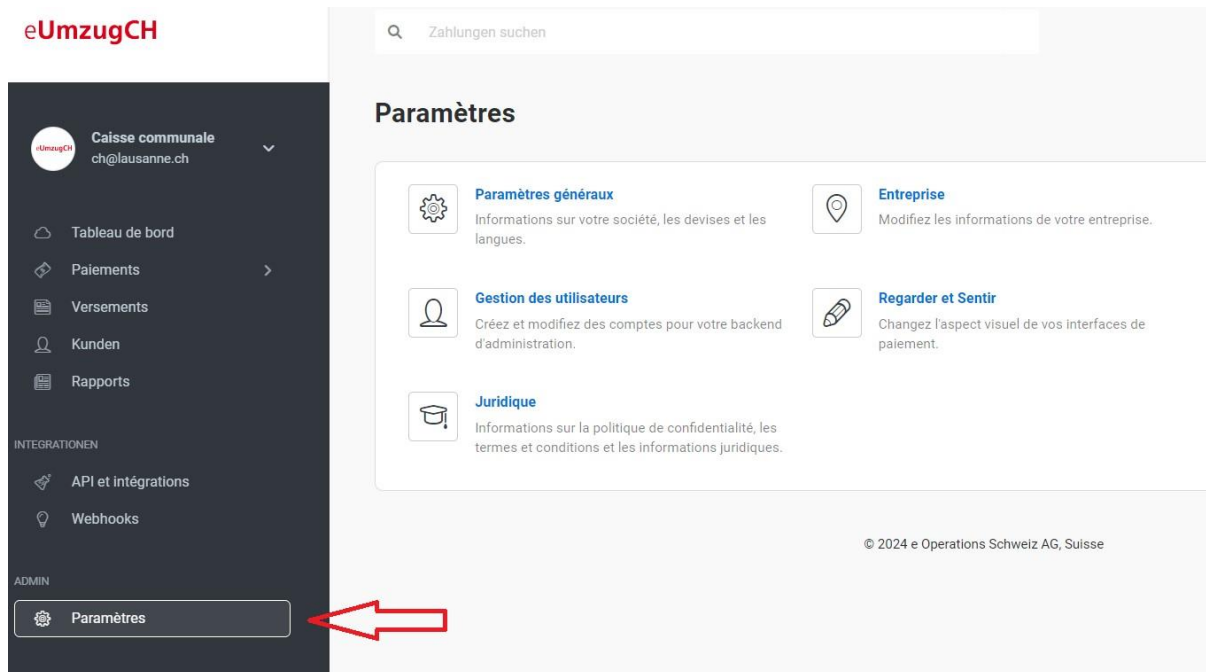 eUmzugCH
Zahlungen suchen
eUmzugCH
Caisse communale
ch@lausanne.ch
Tableau de bord
Paiements
Versements
Kunden
Rapports
INTEGRATIONEN
API et intégrations
Webhooks
ADMIN
Paramètres
Paramètres
Paramètres généraux
Informations sur votre société, les devises et les
langues.
Entreprise
Modifiez les informations de votre entreprise.
Gestion des utilisateurs
Créez et modifiez des comptes pour votre backend
d'administration.
Regarder et Sentir
Changez l'aspect visuel de vos interfaces de
paiement.
Juridique
Informations sur la politique de confidentialité, les
termes et conditions et les informations juridiques.
© 2024 e Operations Schweiz AG, Suisse